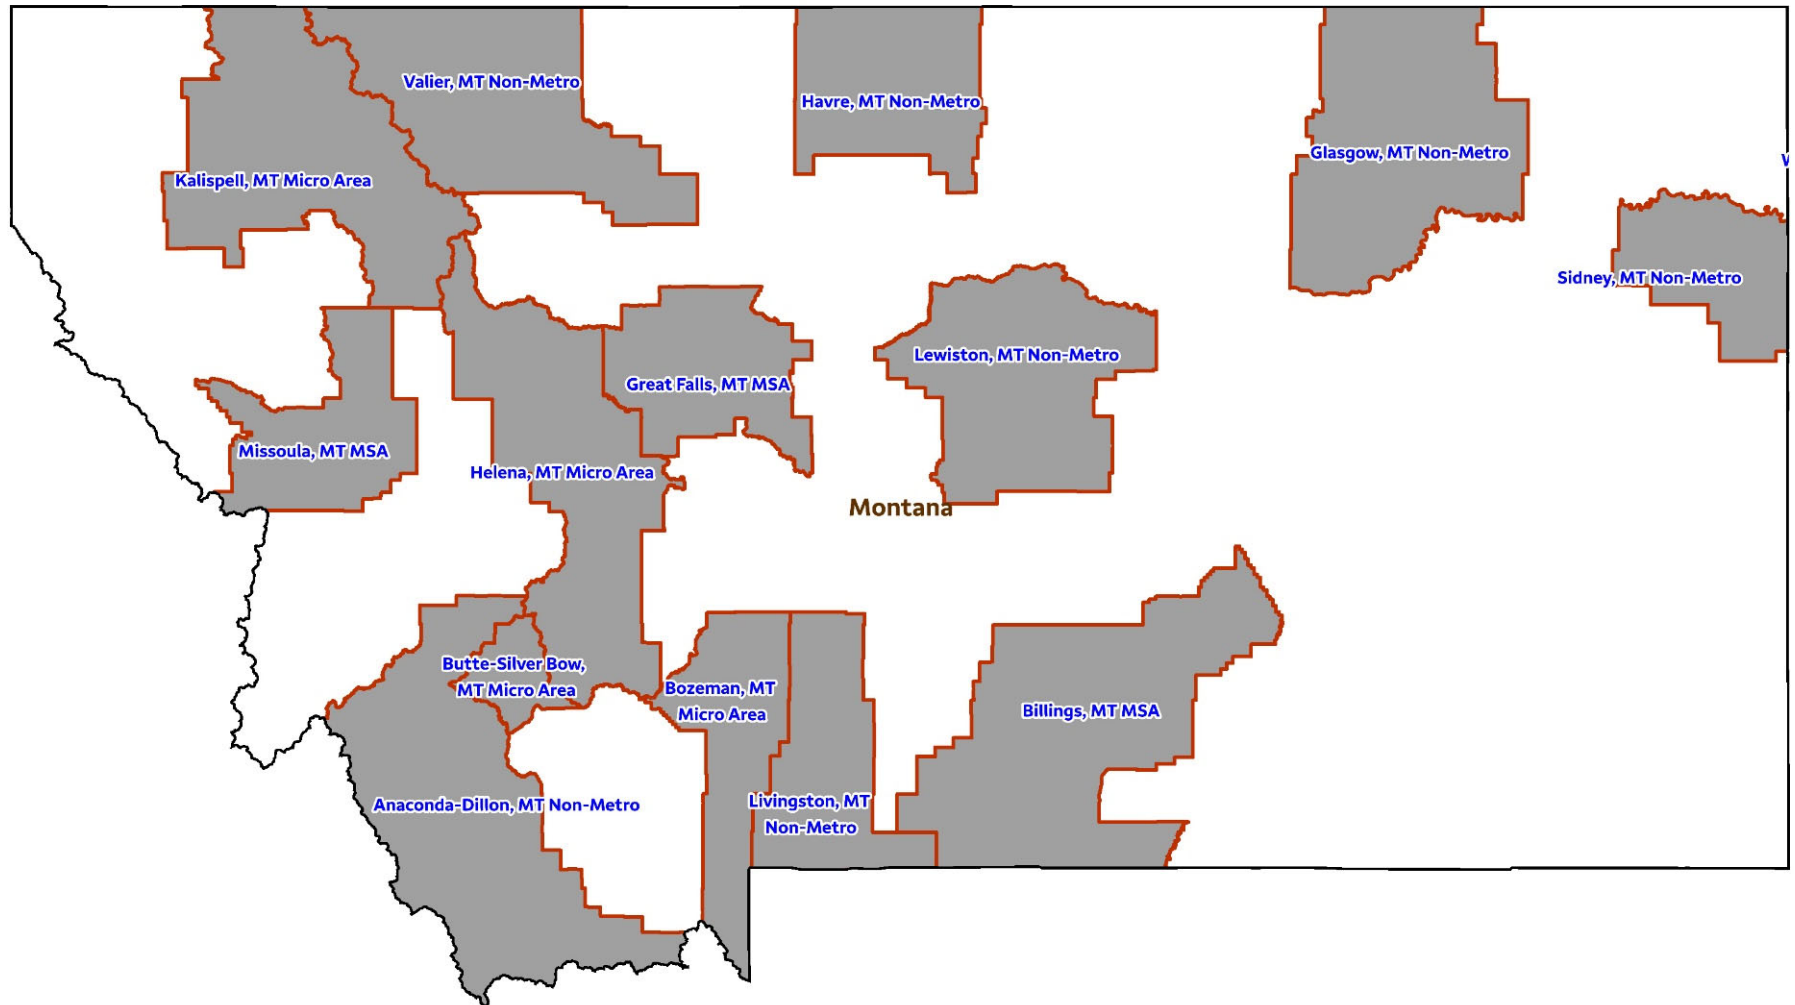 Valier, MT Non-Metro
Havre, MT Non-Metro
Glasgow, MT Non-Metro
Kalispell, MT Micro Area
Sidney, MT Non-Metro
Lewiston, MT Non-Metro
Great Falls, MT MSA
Missoula, MT MSA
Helena, MT Micro Area
Montana
Butte-Silver Bow,
MT Micro Area
Bozeman, MT
Micro Area
Billings, MT MSA
Anaconda-Dillon, MT Non-Metro
Livingston, MT
Non-Metro